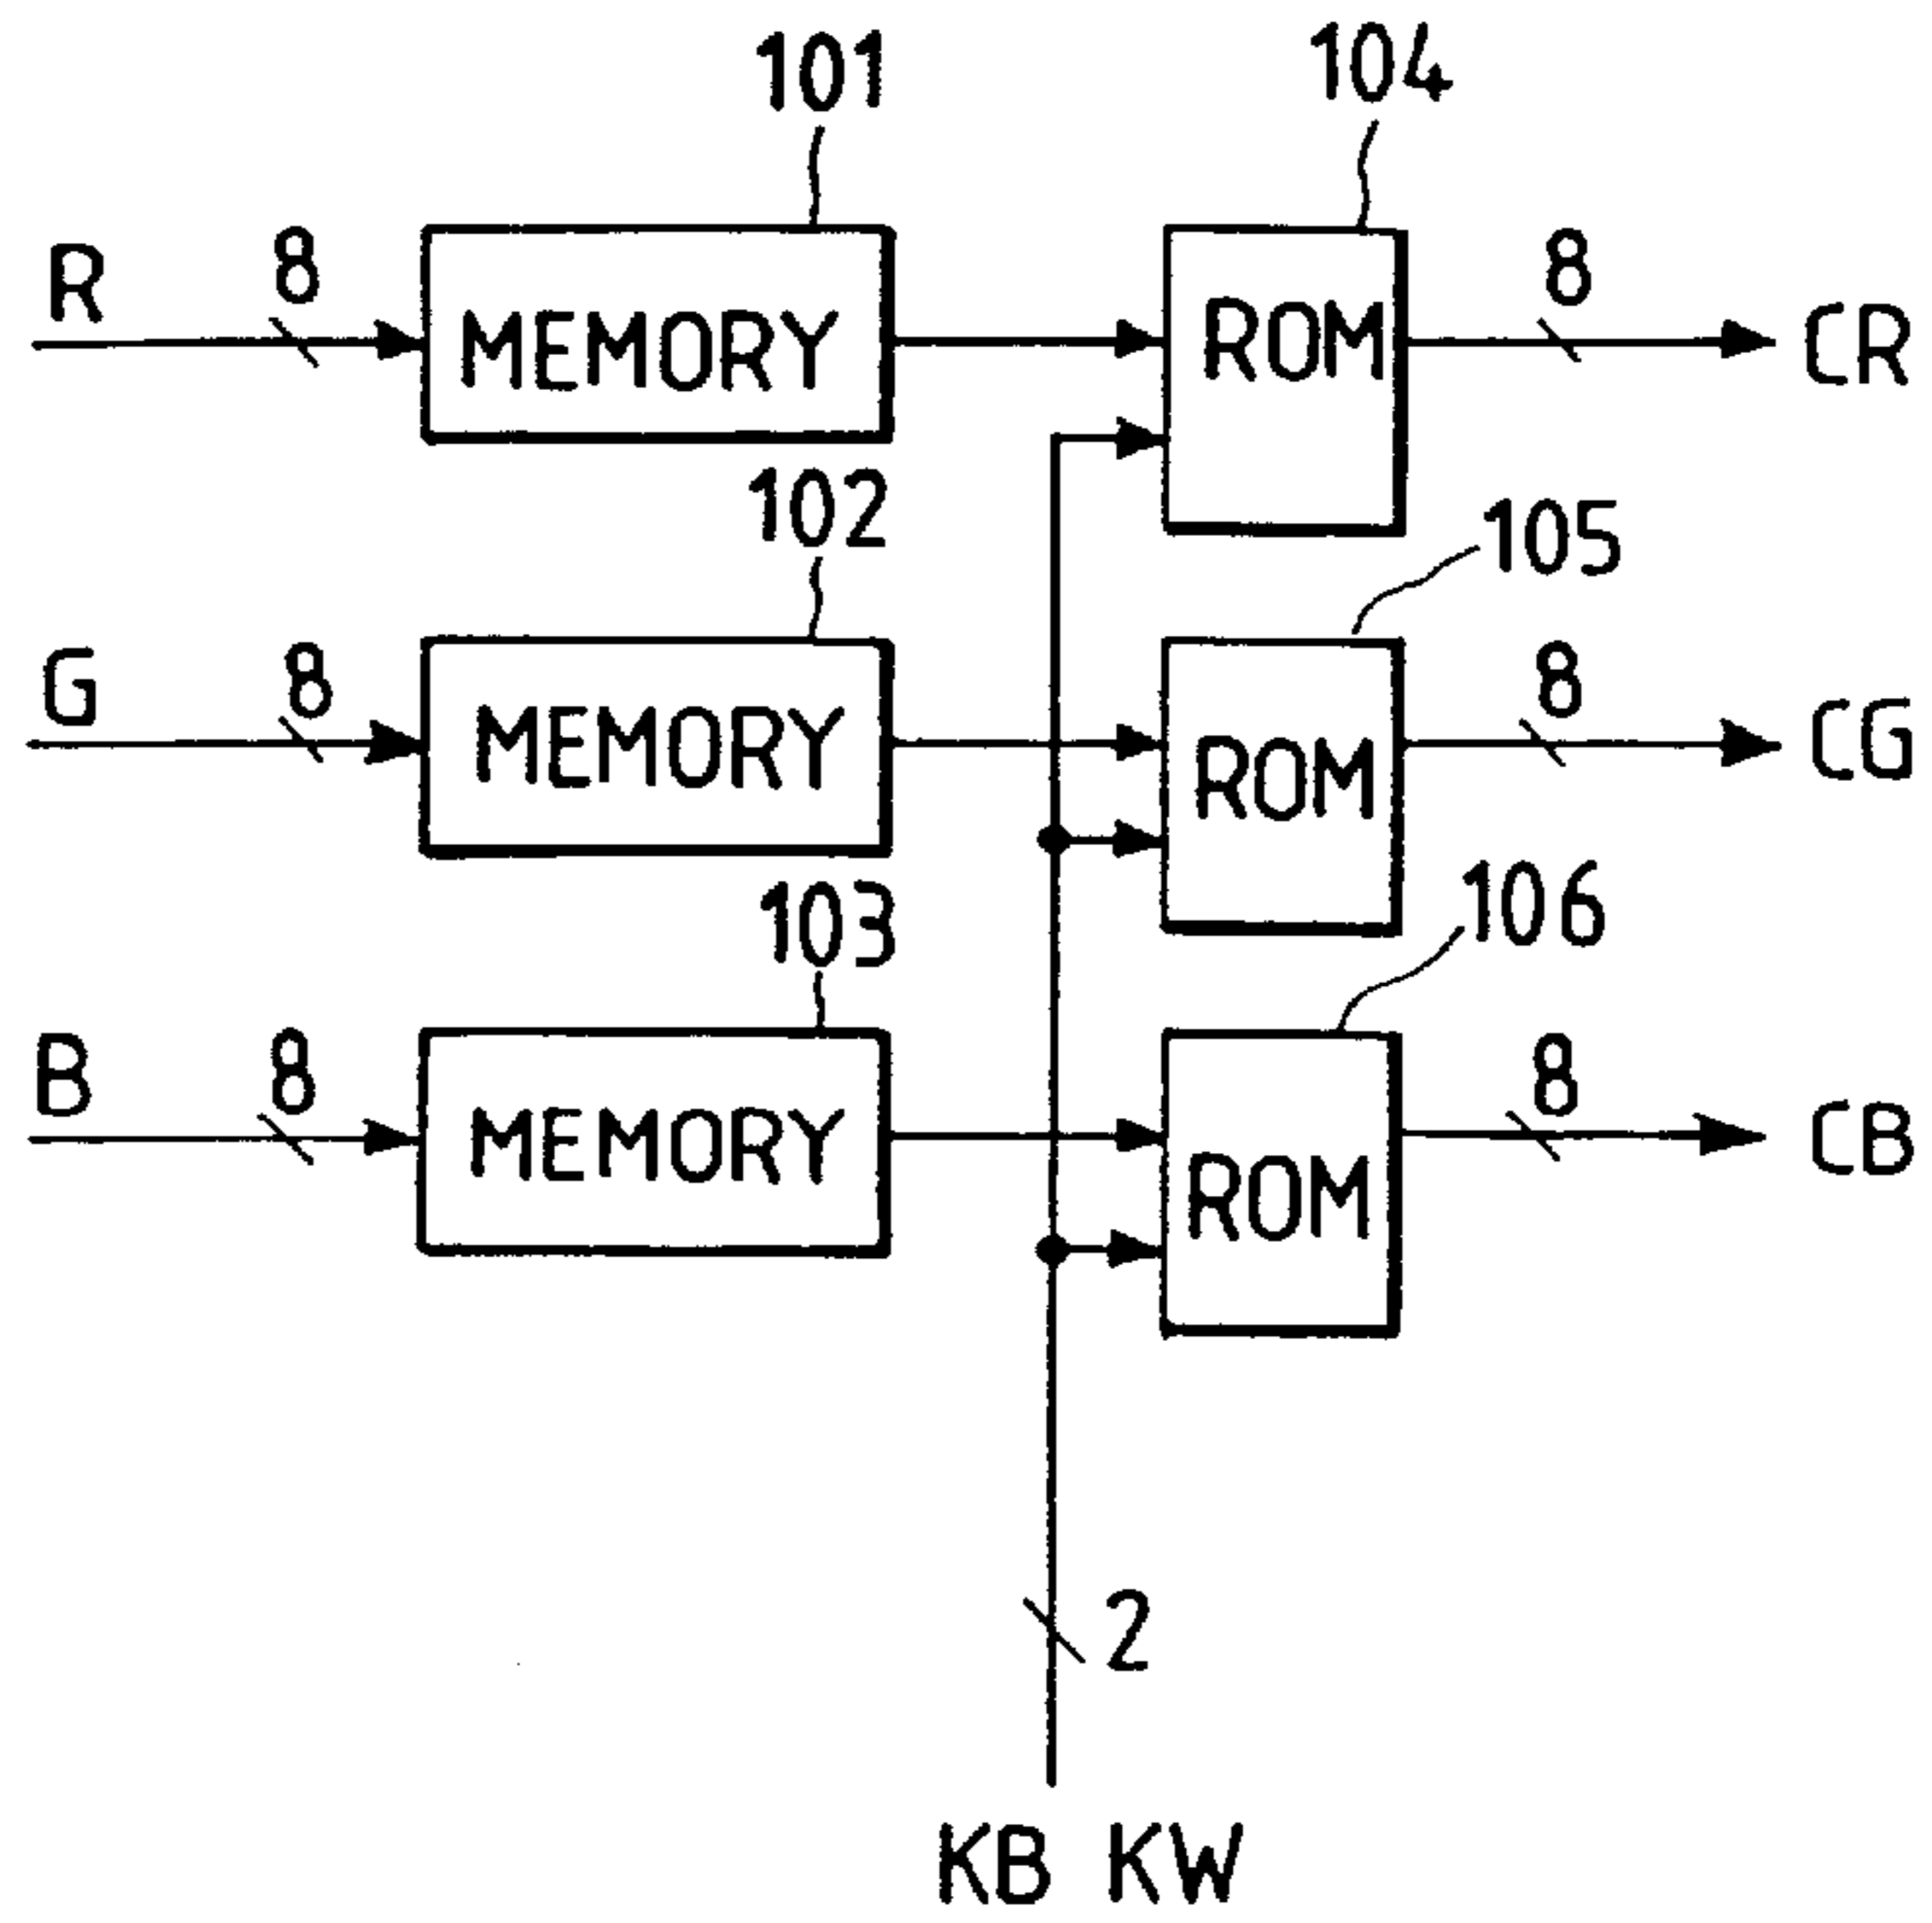 101 104
R 8 MEMORY ROM 8 CR
102 105
G 8 MEMORY ROM 8 CG
103 106
B 8 MEMORY ROM 8 CB
2
KB KW